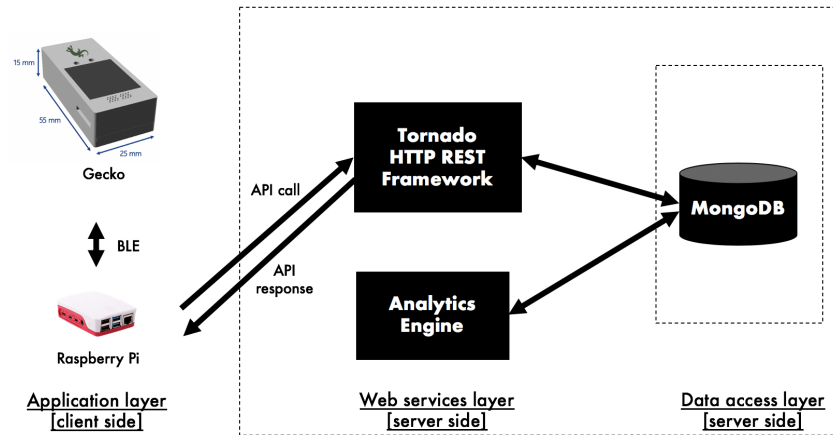 15 mm
55 mm
25 mm
Gecko
BLE
Raspberry Pi
Application layer
[client side]
API call
API
response
Tornado
HTTP REST
Framework
Analytics
Engine
Web services layer
[server side]
MongoDB
Data access layer
[server side]